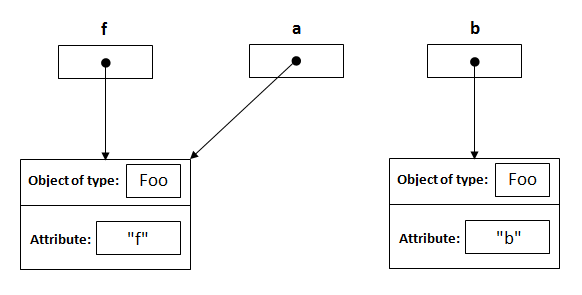 f a b
Object of type: Foo
Attribute: "f"
Object of type: Foo
Attribute: "b"